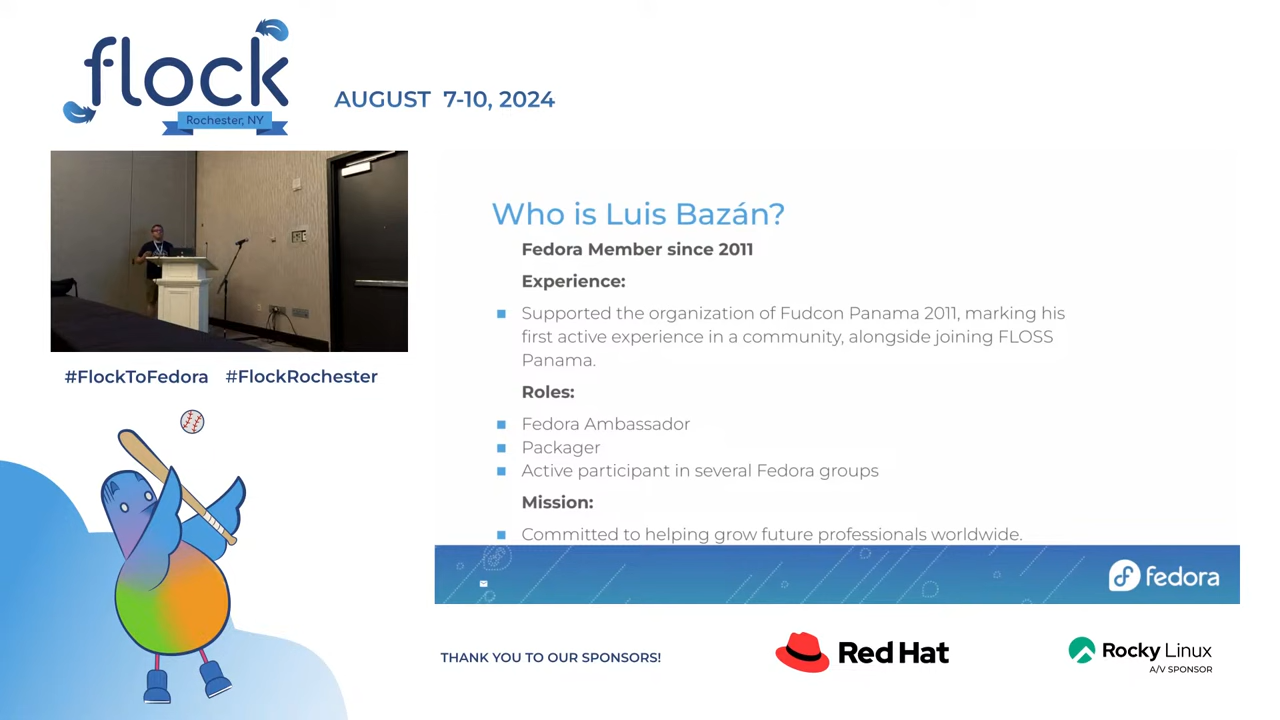 flock
Rochester, NY
AUGUST 7-10, 2024
#FlockToFedora #FlockRochester
Who is Luis Bazán?
Fedora Member since 2011
Experience:
Supported the organization of Fudcon Panama 2011, marking his
first active experience in a community, alongside joining FLOSS
Panama.
Roles:
Fedora Ambassador
Packager
Active participant in several Fedora groups
Mission:
Committed to helping grow future professionals worldwide.
fedora
THANK YOU TO OUR SPONSORS!
Red Hat
Rocky Linux
A/V SPONSOR